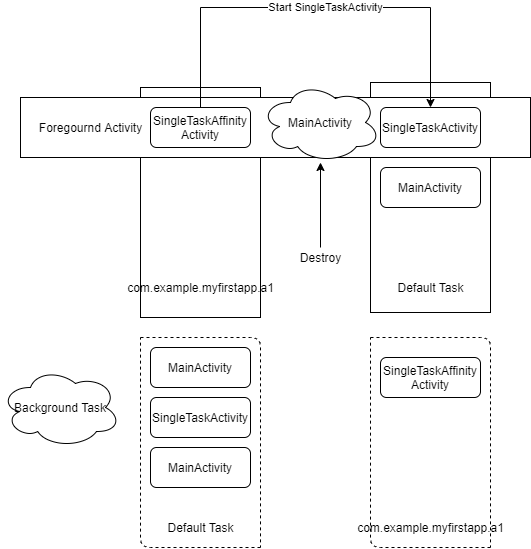 Start SingleTaskActivity
Foregournd Activity
SingleTaskAffinity
Activity
MainActivity
SingleTaskActivity
MainActivity
Destroy
com.example.myfirstapp.a1
Default Task
MainActivity
SingleTaskAffinity
Activity
Background Task
SingleTaskActivity
MainActivity
Default Task
com.example.myfirstapp.a1